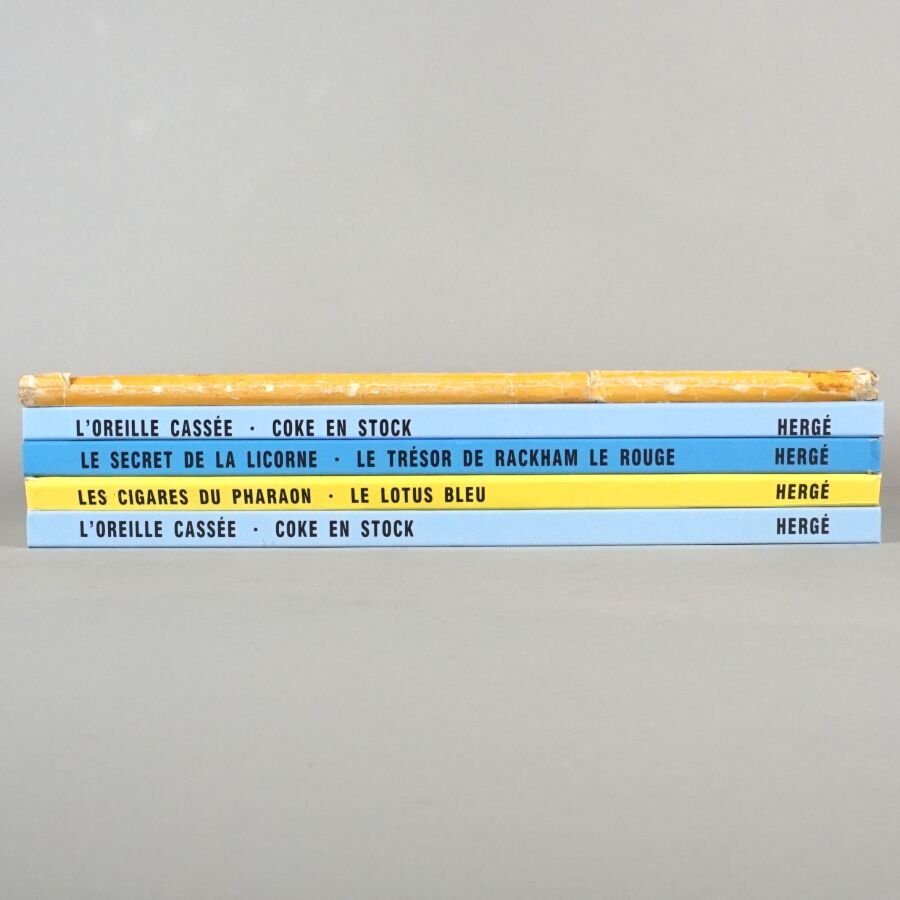 L'OREILLE CASSÉE · COKE EN STOCK HERGÉ
LE SECRET DE LA LICORNE · LE TRÉSOR DE RACKHAM LE ROUGE HERGÉ
LES CIGARES DU PHARAON · LE LOTUS BLEU HERGÉ
L'OREILLE CASSÉE · COKE EN STOCK HERGÉ